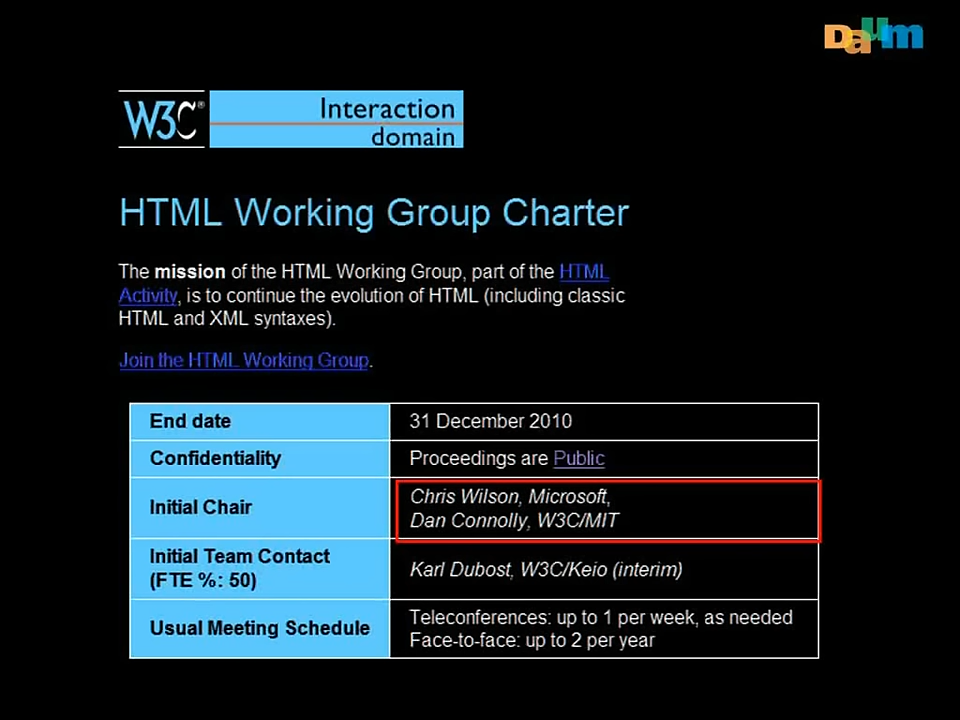 Daum
W3C® Interaction
domain
HTML Working Group Charter
The mission of the HTML Working Group, part of the HTML
Activity, is to continue the evolution of HTML (including classic
HTML and XML syntaxes).
Join the HTML Working Group.
End date 31 December 2010
Confidentiality Proceedings are Public
Initial Chair Chris Wilson, Microsoft,
Dan Connolly, W3C/MIT
Initial Team Contact
(FTE %: 50) Karl Dubost, W3C/Keio (interim)
Usual Meeting Schedule Teleconferences: up to 1 per week, as needed
Face-to-face: up to 2 per year